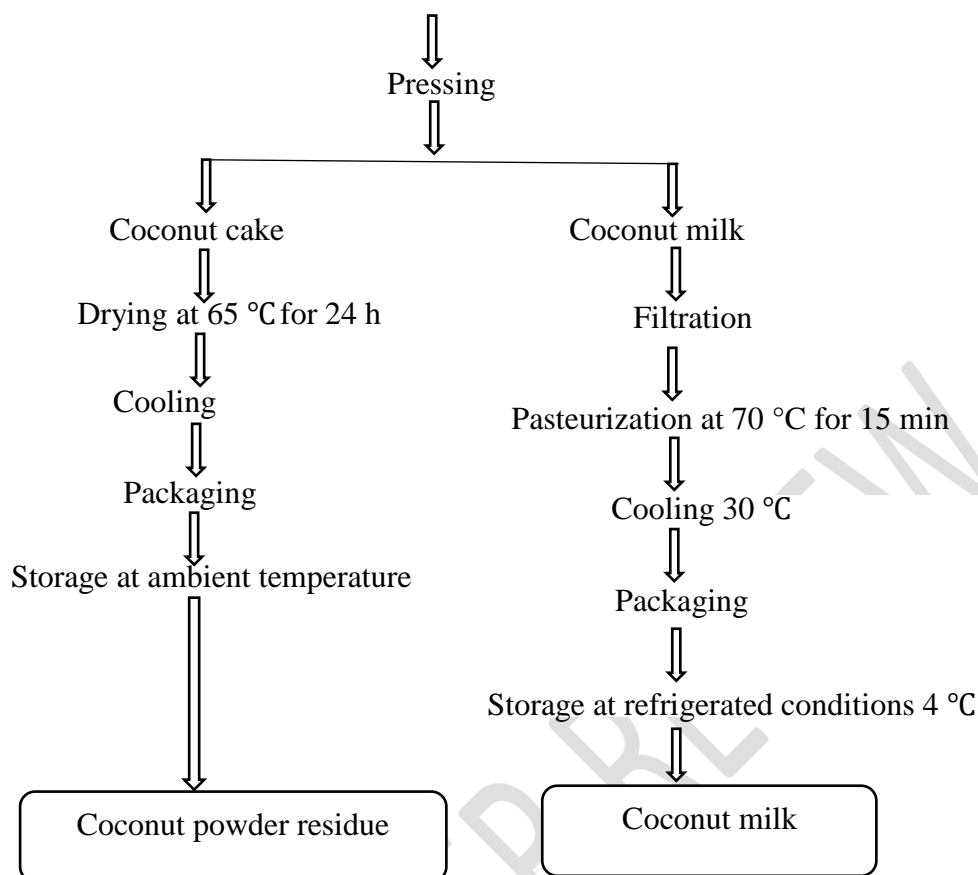 Pressing
Coconut cake
Drying at 65 ℃ for 24 h
Cooling
Packaging
Storage at ambient temperature
Coconut powder residue
Coconut milk
Filtration
Pasteurization at 70 °C for 15 min
Cooling 30 ℃
Packaging
Storage at refrigerated conditions 4 ℃
Coconut milk